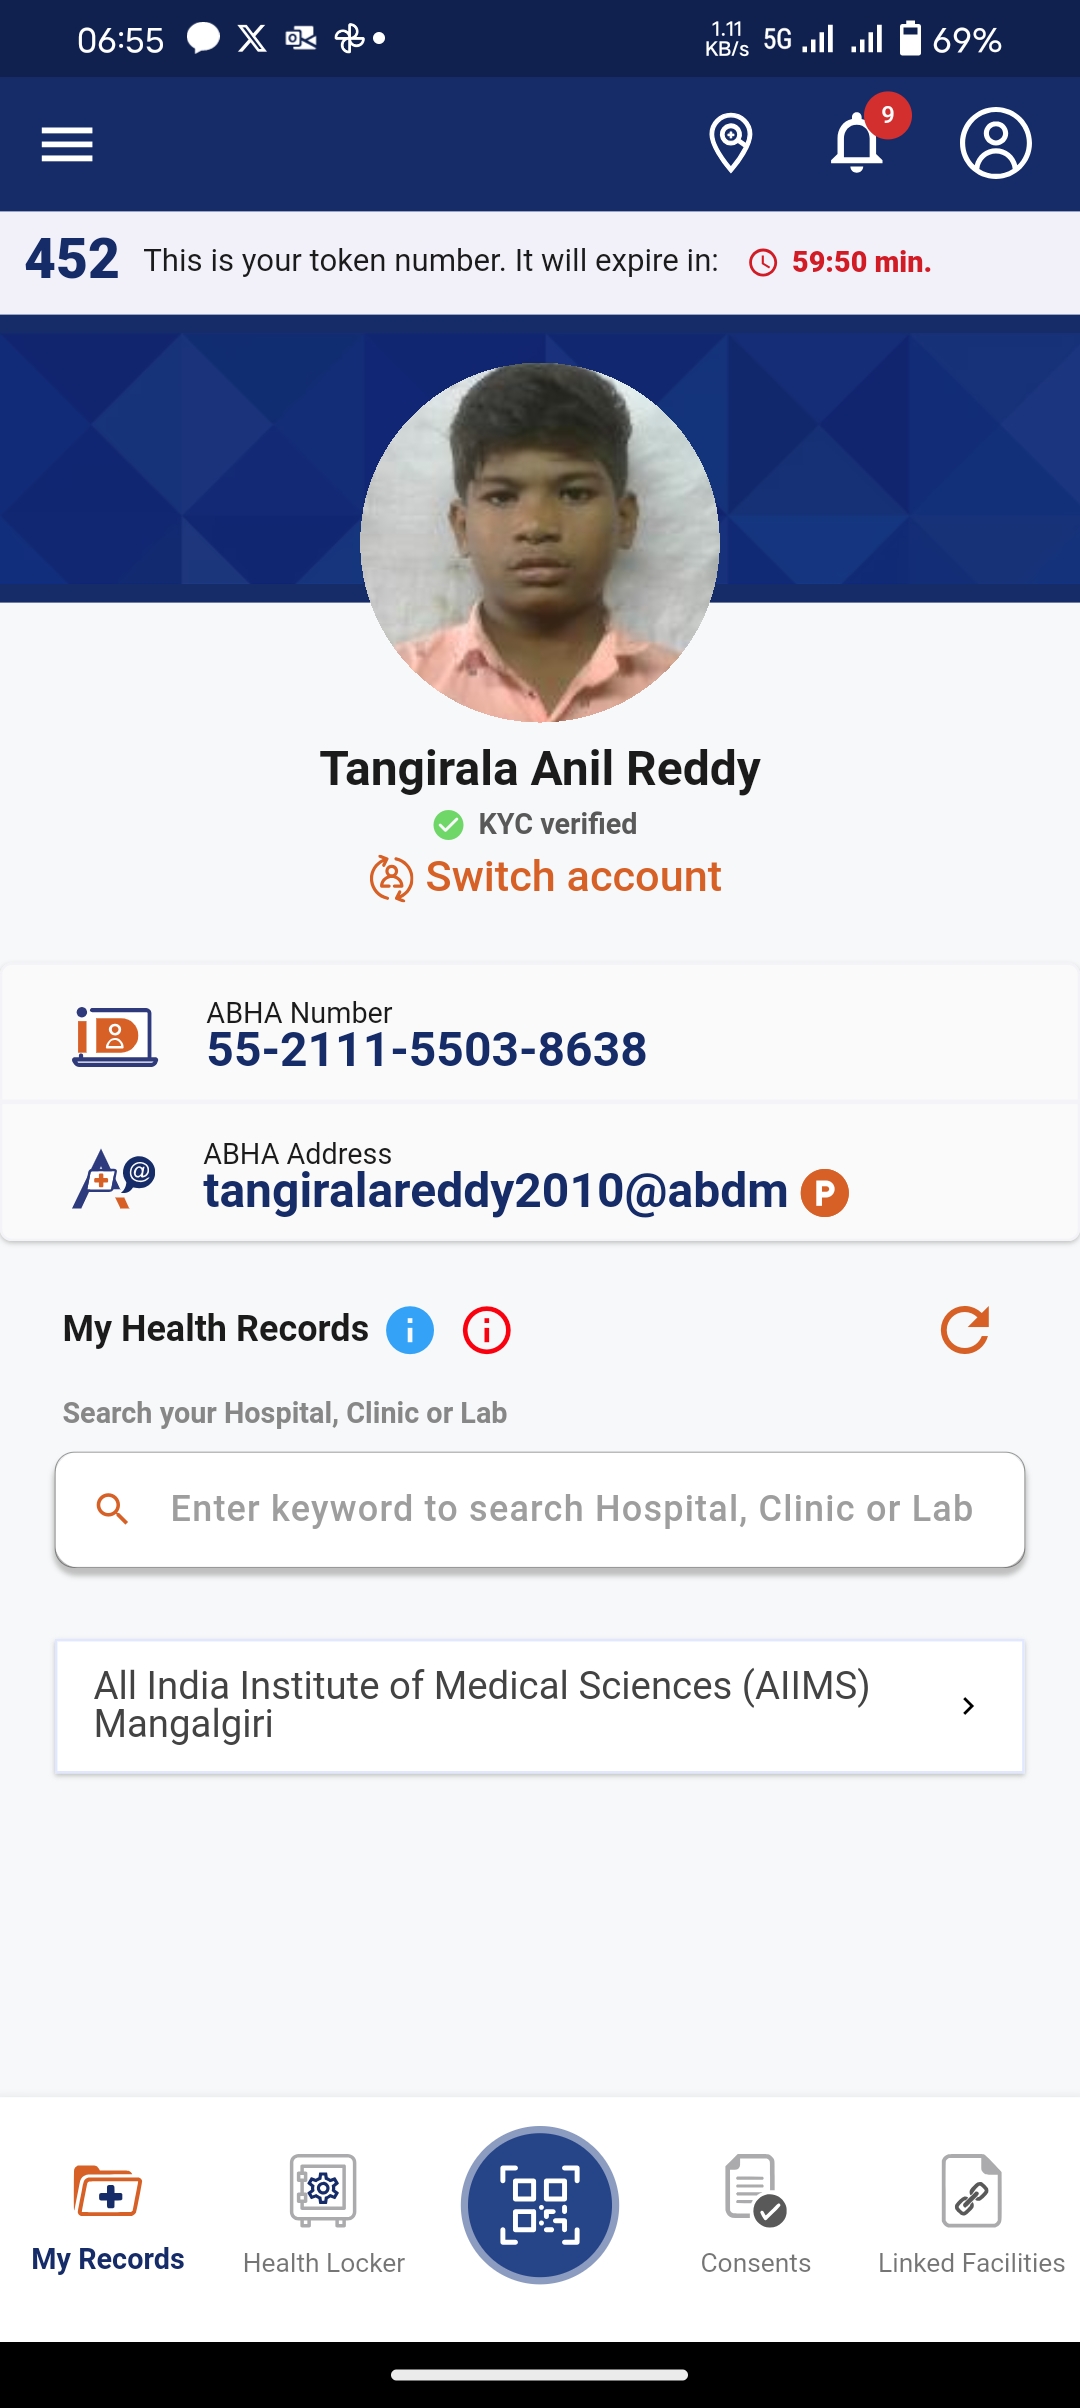 06:55
1.11
KB/s
5G
69%
9
452 This is your token number. It will expire in: 59:50 min.
Tangirala Anil Reddy
KYC verified
Switch account
ABHA Number
55-2111-5503-8638
ABHA Address
tangiralareddy2010@abdm P
My Health Records
Search your Hospital, Clinic or Lab
Enter keyword to search Hospital, Clinic or Lab
All India Institute of Medical Sciences (AIIMS)
Mangalgiri
My Records
Health Locker
Consents
Linked Facilities